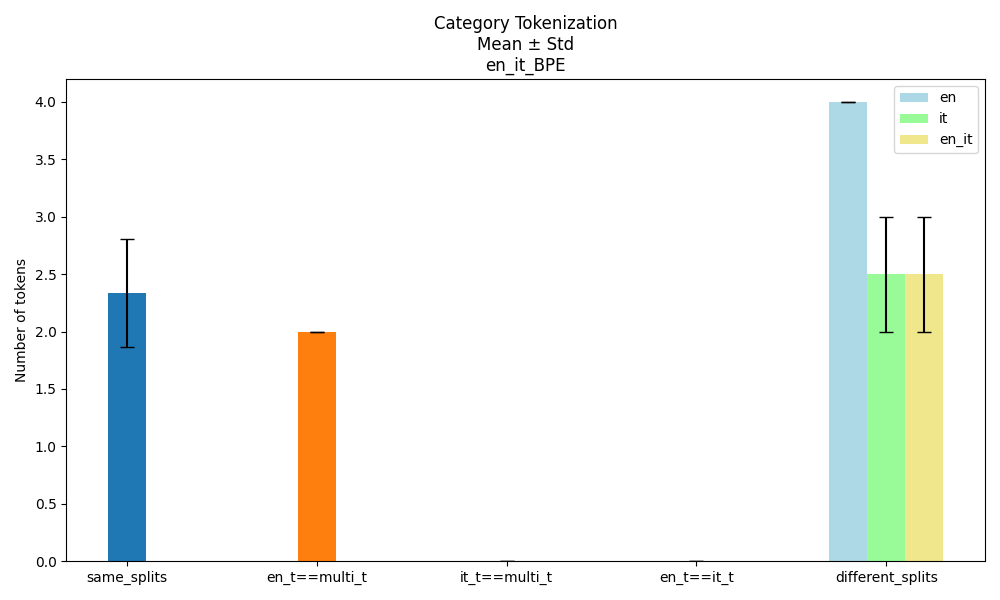 Category Tokenization
Mean ± Std
en_it_BPE
en
it
en_it
Number of tokens
4.0
3.5
3.0
2.5
2.0
1.5
1.0
0.5
0.0
same_splits
en_t==multi_t
it_t==multi_t
en_t==it_t
different_splits